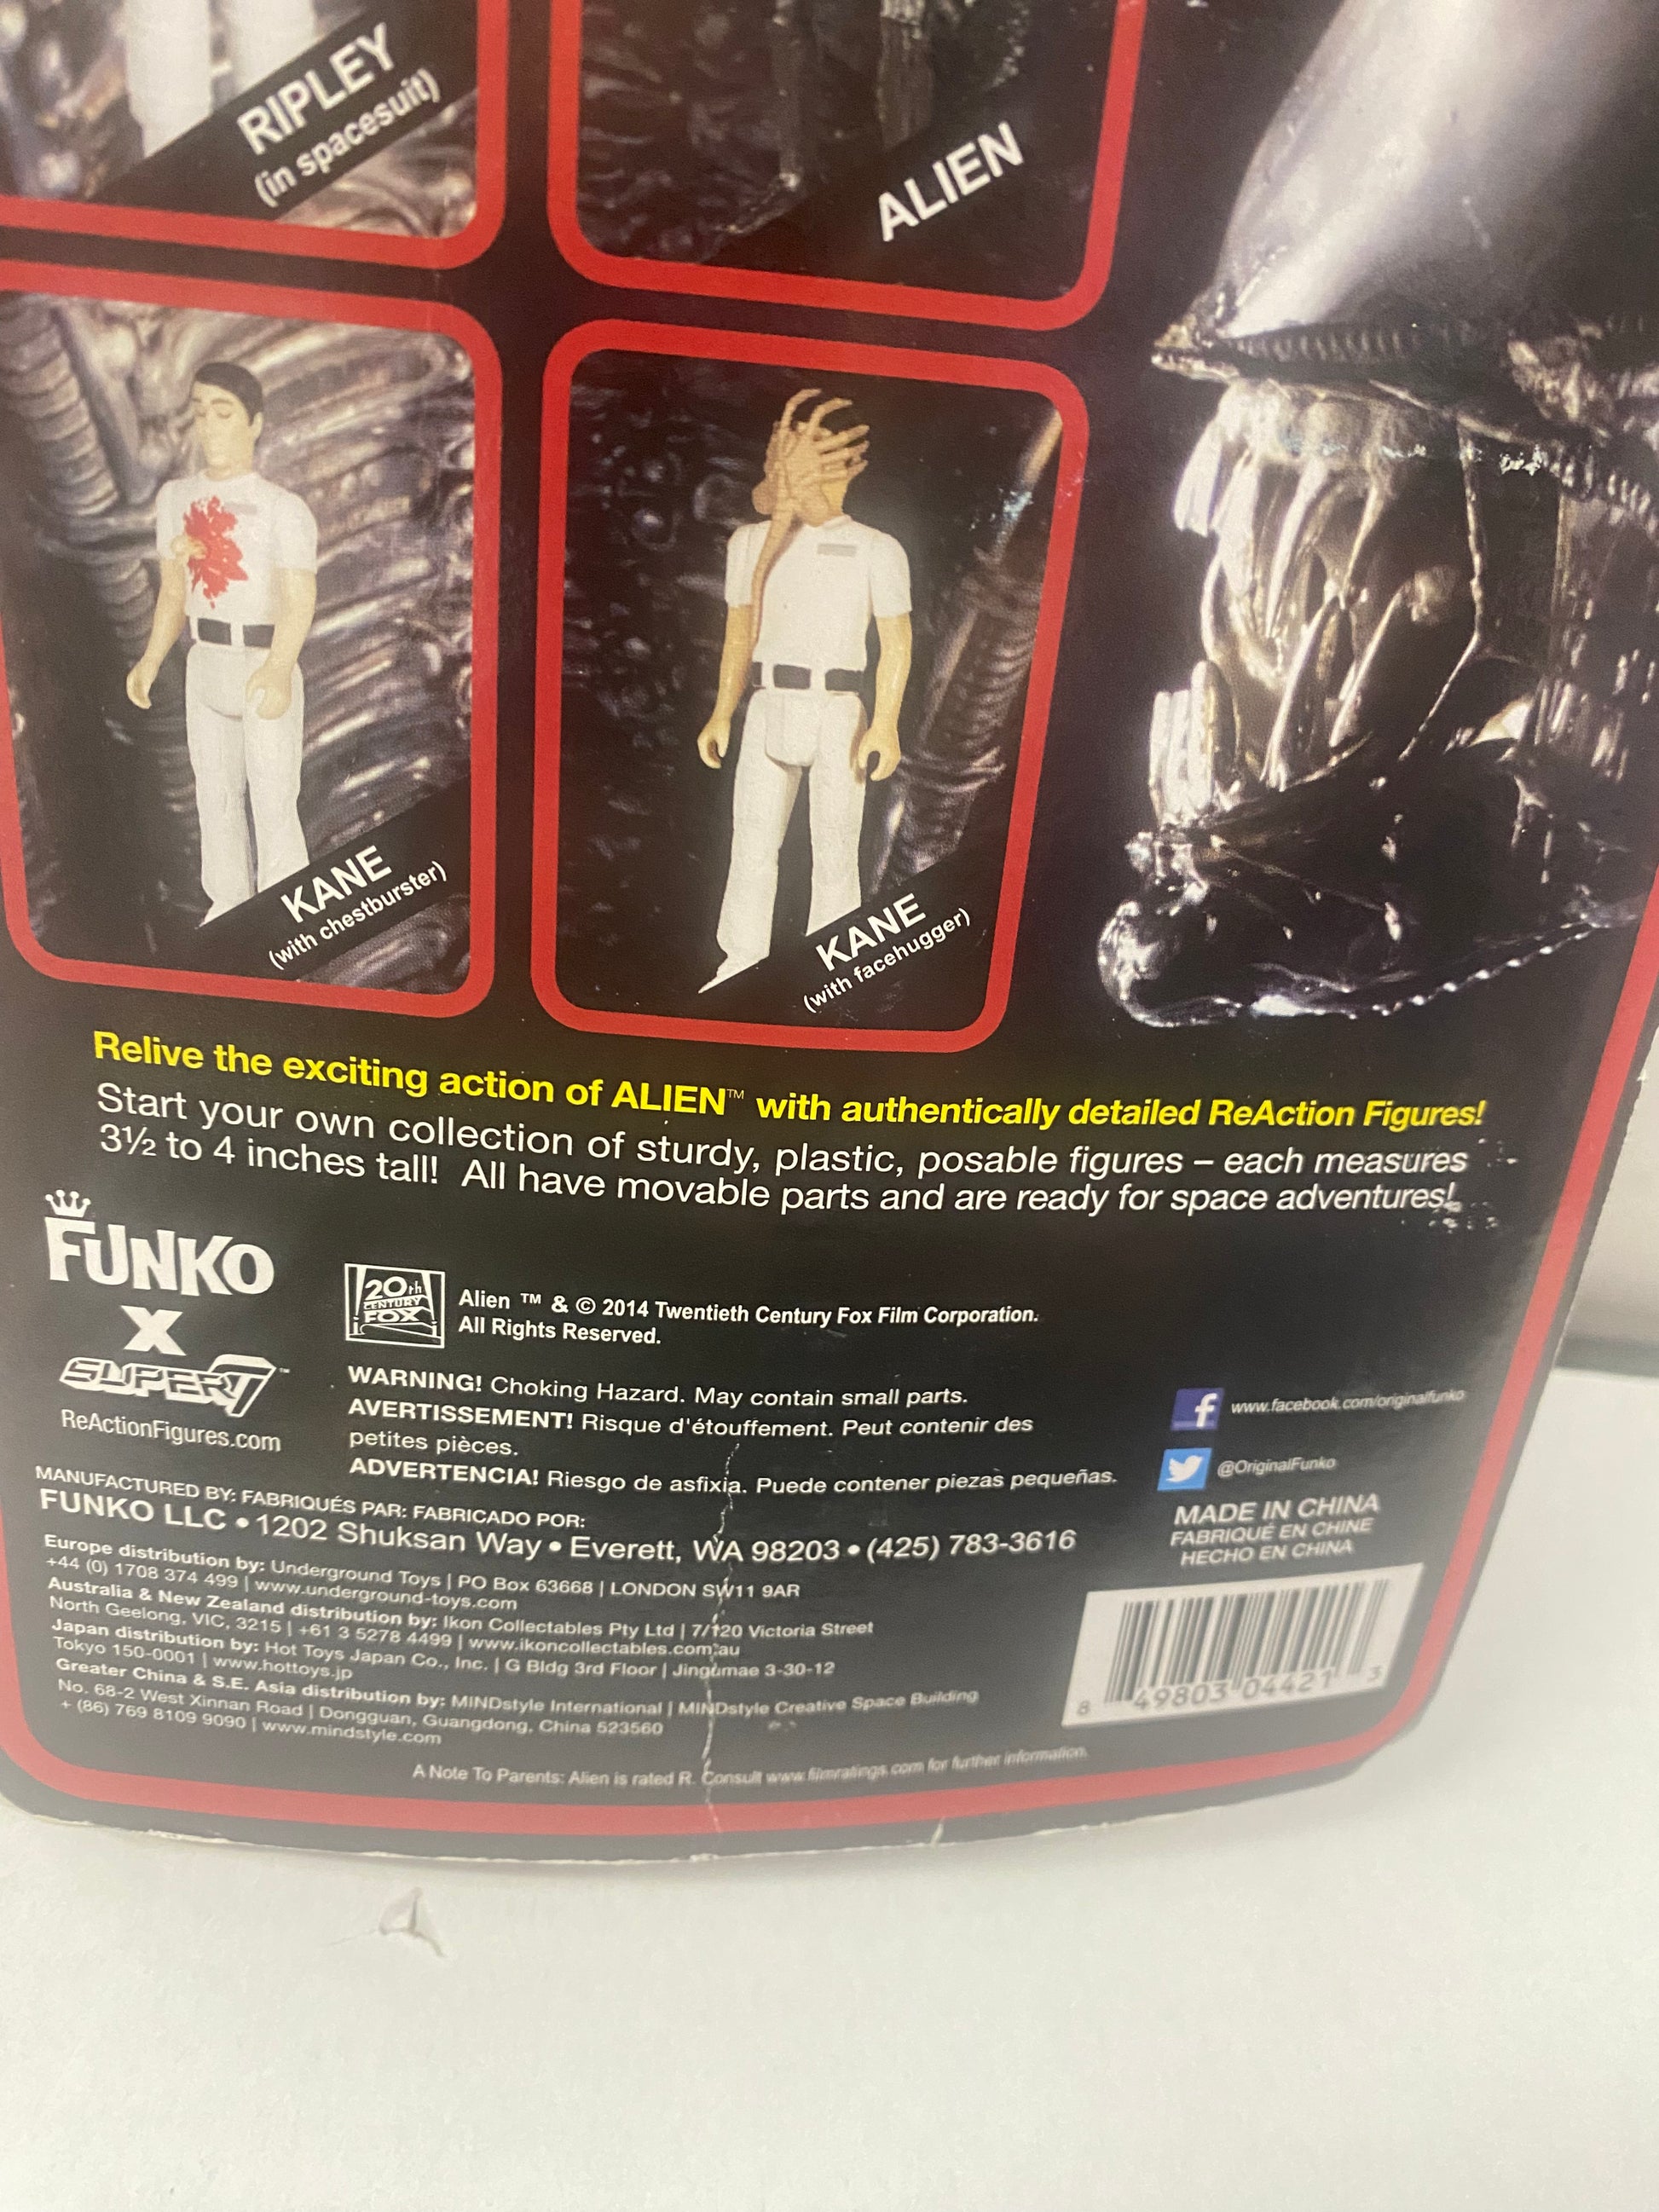 RIPLEY
(in spacesuit)
ALIEN
KANE
(with chestburster)
KANE
(with facehugger)
Relive the exciting action of ALIEN™ with authentically detailed ReAction Figures!
Start your own collection of sturdy, plastic, posable figures – each measures
3½ to 4 inches tall! All have movable parts and are ready for space adventures!
FUNKO
X
SUPER7™
ReActionFigures.com
20th
CENTURY
FOX
Alien ™ & © 2014 Twentieth Century Fox Film Corporation.
All Rights Reserved.
WARNING! Choking Hazard. May contain small parts.
AVERTISSEMENT! Risque d'étouffement. Peut contenir des
petites pièces.
ADVERTENCIA! Riesgo de asfixia. Puede contener piezas pequeñas.
f www.facebook.com/originalfunko
@OriginalFunko
MADE IN CHINA
FABRIQUÉ EN CHINE
HECHO EN CHINA
MANUFACTURED BY: FABRIQUÉS PAR: FABRICADO POR:
FUNKO LLC • 1202 Shuksan Way • Everett, WA 98203 • (425) 783-3616
Europe distribution by: Underground Toys | PO Box 63668 | LONDON SW11 9AR
+44 (0) 1708 374 499 | www.underground-toys.com
Australia & New Zealand distribution by: Ikon Collectables Pty Ltd | 7/120 Victoria Street
North Geelong, VIC, 3215 | +61 3 5278 4499 | www.ikoncollectables.com.au
Japan distribution by: Hot Toys Japan Co., Inc. | G Bldg 3rd Floor | Jingumae 3-30-12
Tokyo 150-0001 | www.hottoys.jp
Greater China & S.E. Asia distribution by: MINDstyle International | MINDstyle Creative Space Building
No. 68-2 West Xinnan Road | Dongguan, Guangdong, China 523560
+ (86) 769 8109 9090 | www.mindstyle.com
8 49803 04421 3
A Note To Parents: Alien is rated R. Consult www.filmratings.com for further information.